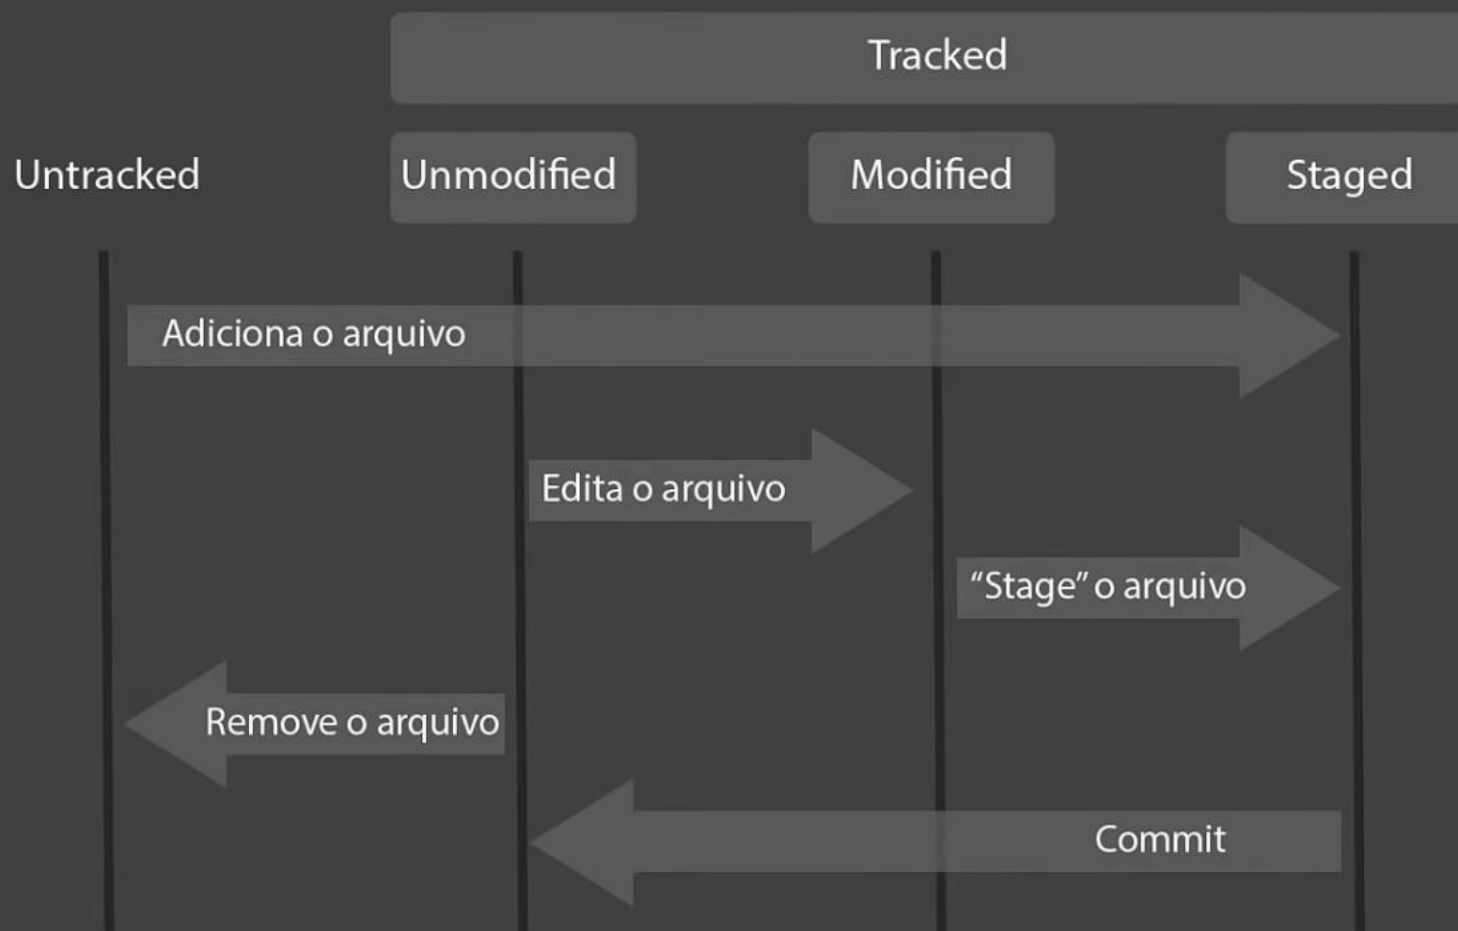 Tracked
Untracked
Unmodified
Modified
Staged
Adiciona o arquivo
Edita o arquivo
“Stage” o arquivo
Remove o arquivo
Commit